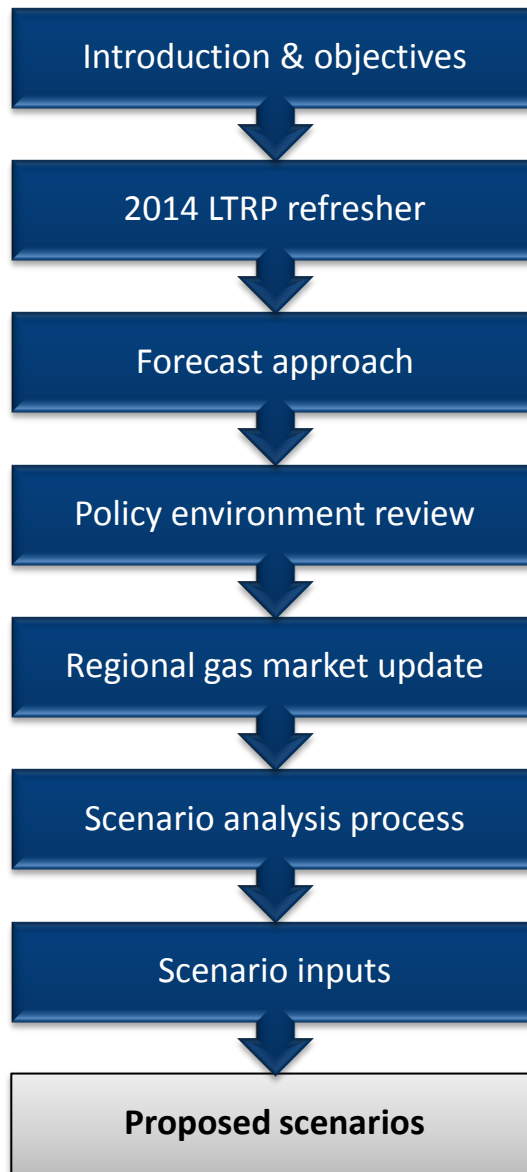 Introduction & objectives
2014 LTRP refresher
Forecast approach
Policy environment review
Regional gas market update
Scenario analysis process
Scenario inputs
Proposed scenarios